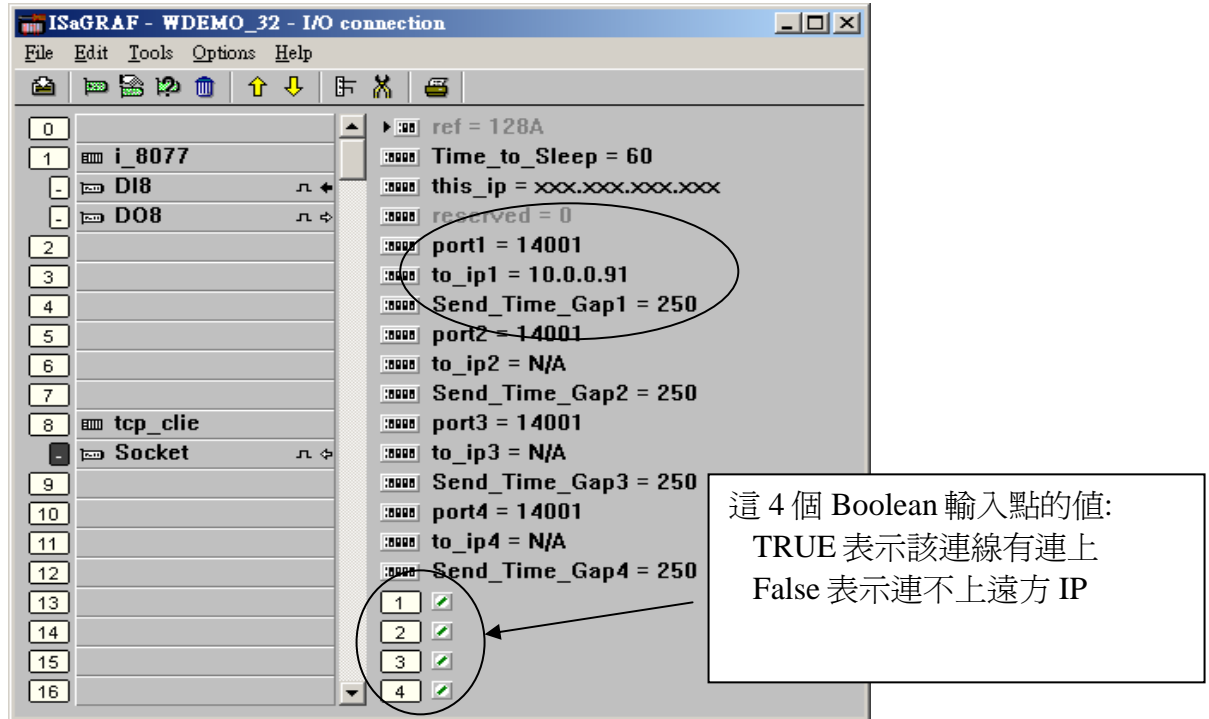 ISaGRAF - WDEMO_32 - I/O connection
File Edit Tools Options Help
0
1 i_8077
- DI8
- DO8
2
3
4
5
6
7
8 tcp_clie
- Socket
9
10
11
12
13
14
15
16
ref = 128A
Time_to_Sleep = 60
this_ip = xxx.xxx.xxx.xxx
reserved = 0
port1 = 14001
to_ip1 = 10.0.0.91
Send_Time_Gap1 = 250
port2 = 14001
to_ip2 = N/A
Send_Time_Gap2 = 250
port3 = 14001
to_ip3 = N/A
Send_Time_Gap3 = 250
port4 = 14001
to_ip4 = N/A
Send_Time_Gap4 = 250
1
2
3
4
這 4 個 Boolean 輸入點的值:
TRUE 表示該連線有連上
False 表示連不上遠方 IP